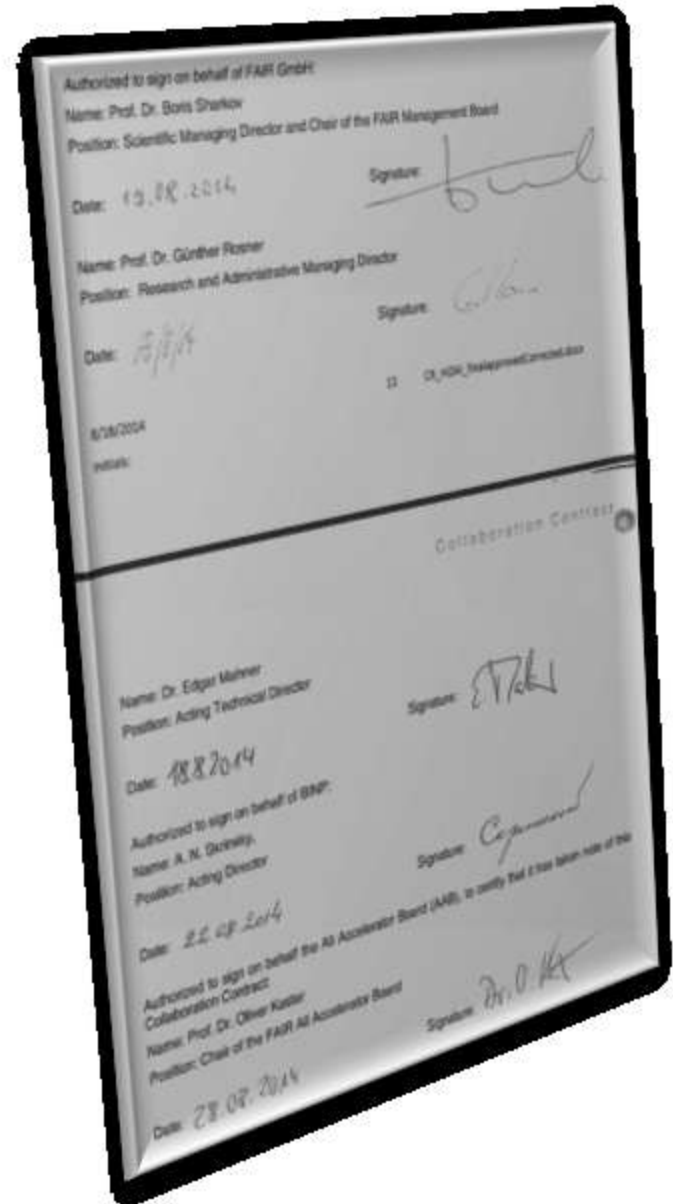 Authorized to sign on behalf of FAIR GmbH:
Name: Prof. Dr. Boris Sharkov
Position: Scientific Managing Director and Chair of the FAIR Management Board
Date: 19.08.2014 Signature:
Name: Prof. Dr. Günther Rosner
Position: Research and Administrative Managing Director
Date: Signature:
13
8/18/2014
Initials:
Collaboration Contract
Name: Dr. Edgar Mahner
Position: Acting Technical Director
Date: 18.8.2014 Signature:
Authorized to sign on behalf of BINP:
Name: A. N. Skrinsky,
Position: Acting Director
Date: 22.08.2014 Signature:
Authorized to sign on behalf the All Accelerator Board (AAB), to certify that it has taken note of this
Collaboration Contract:
Name: Prof. Dr. Oliver Kester
Position: Chair of the FAIR All Accelerator Board
Date: 28.08.2014 Signature: Dr. O.